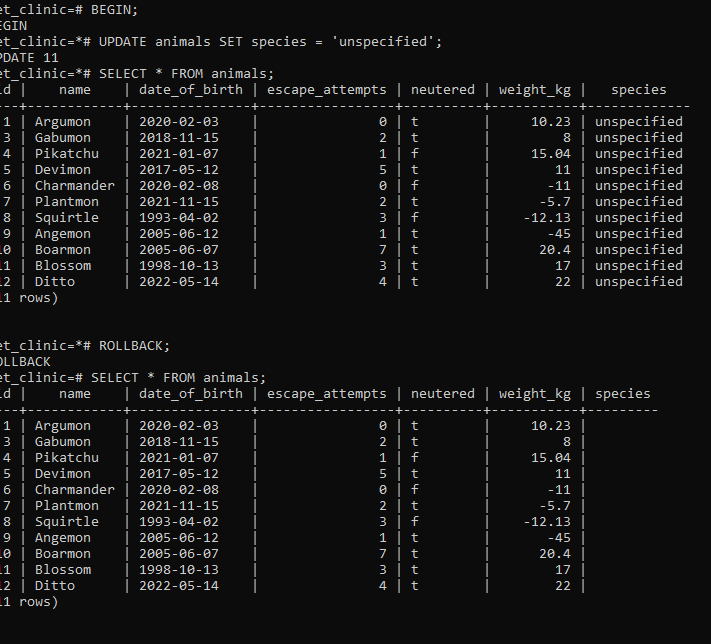 et_clinic=# BEGIN;
EGIN
et_clinic=*# UPDATE animals SET species = 'unspecified';
PDATE 11
et_clinic=*# SELECT * FROM animals;
id |    name    | date_of_birth | escape_attempts | neutered | weight_kg |   species
---+------------+---------------+-----------------+----------+-----------+-------------
 1 | Argumon    | 2020-02-03    |               0 | t        |     10.23 | unspecified
 3 | Gabumon    | 2018-11-15    |               2 | t        |         8 | unspecified
 4 | Pikatchu   | 2021-01-07    |               1 | f        |     15.04 | unspecified
 5 | Devimon    | 2017-05-12    |               5 | t        |        11 | unspecified
 6 | Charmander | 2020-02-08    |               0 | f        |       -11 | unspecified
 7 | Plantmon   | 2021-11-15    |               2 | t        |      -5.7 | unspecified
 8 | Squirtle   | 1993-04-02    |               3 | f        |    -12.13 | unspecified
 9 | Angemon    | 2005-06-12    |               1 | t        |       -45 | unspecified
10 | Boarmon    | 2005-06-07    |               7 | t        |      20.4 | unspecified
11 | Blossom    | 1998-10-13    |               3 | t        |        17 | unspecified
12 | Ditto      | 2022-05-14    |               4 | t        |        22 | unspecified
11 rows)
et_clinic=*# ROLLBACK;
OLLBACK
et_clinic=# SELECT * FROM animals;
id |    name    | date_of_birth | escape_attempts | neutered | weight_kg | species
---+------------+---------------+-----------------+----------+-----------+---------
 1 | Argumon    | 2020-02-03    |               0 | t        |     10.23 |
 3 | Gabumon    | 2018-11-15    |               2 | t        |         8 |
 4 | Pikatchu   | 2021-01-07    |               1 | f        |     15.04 |
 5 | Devimon    | 2017-05-12    |               5 | t        |        11 |
 6 | Charmander | 2020-02-08    |               0 | f        |       -11 |
 7 | Plantmon   | 2021-11-15    |               2 | t        |      -5.7 |
 8 | Squirtle   | 1993-04-02    |               3 | f        |    -12.13 |
 9 | Angemon    | 2005-06-12    |               1 | t        |       -45 |
10 | Boarmon    | 2005-06-07    |               7 | t        |      20.4 |
11 | Blossom    | 1998-10-13    |               3 | t        |        17 |
12 | Ditto      | 2022-05-14    |               4 | t        |        22 |
11 rows)